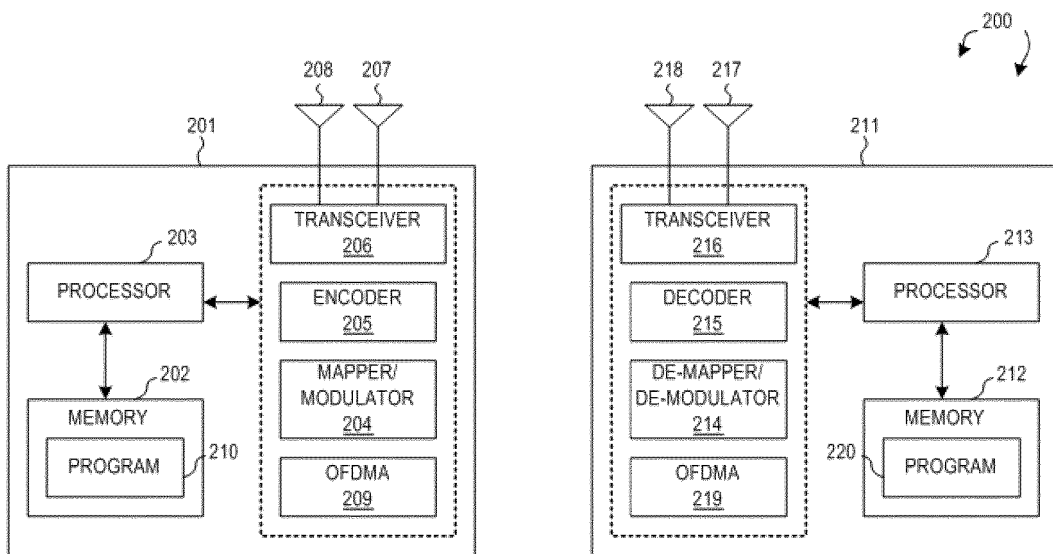 200
208
207
218
217
201
211
TRANSCEIVER
206
TRANSCEIVER
216
203
213
PROCESSOR
ENCODER
205
DECODER
215
PROCESSOR
202
MAPPER/
MODULATOR
204
DE-MAPPER/
DE-MODULATOR
214
212
MEMORY
MEMORY
PROGRAM
210
OFDMA
209
OFDMA
219
220
PROGRAM